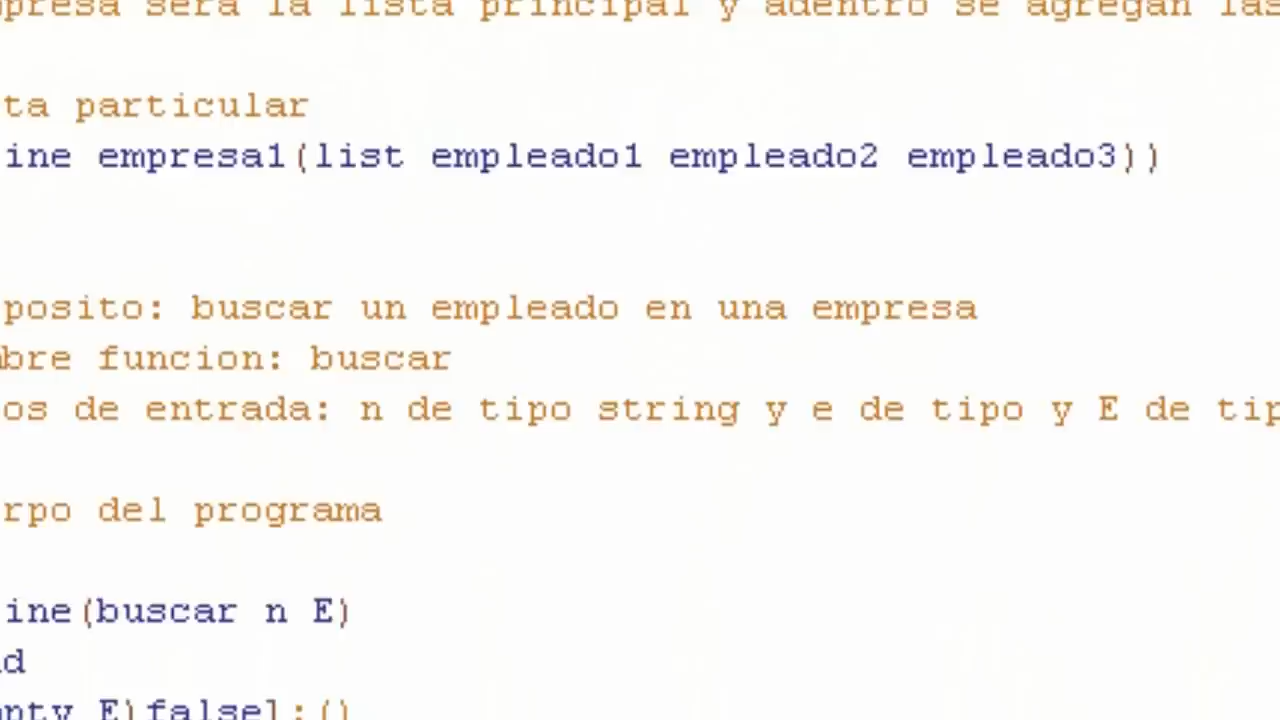 presa sera la lista principal y adentro se agregan las
ta particular
ine empresa1(list empleado1 empleado2 empleado3))
posito: buscar un empleado en una empresa
bre funcion: buscar
os de entrada: n de tipo string y e de tipo y E de tip
rpo del programa
ine(buscar n E)
d
pty E)false];()